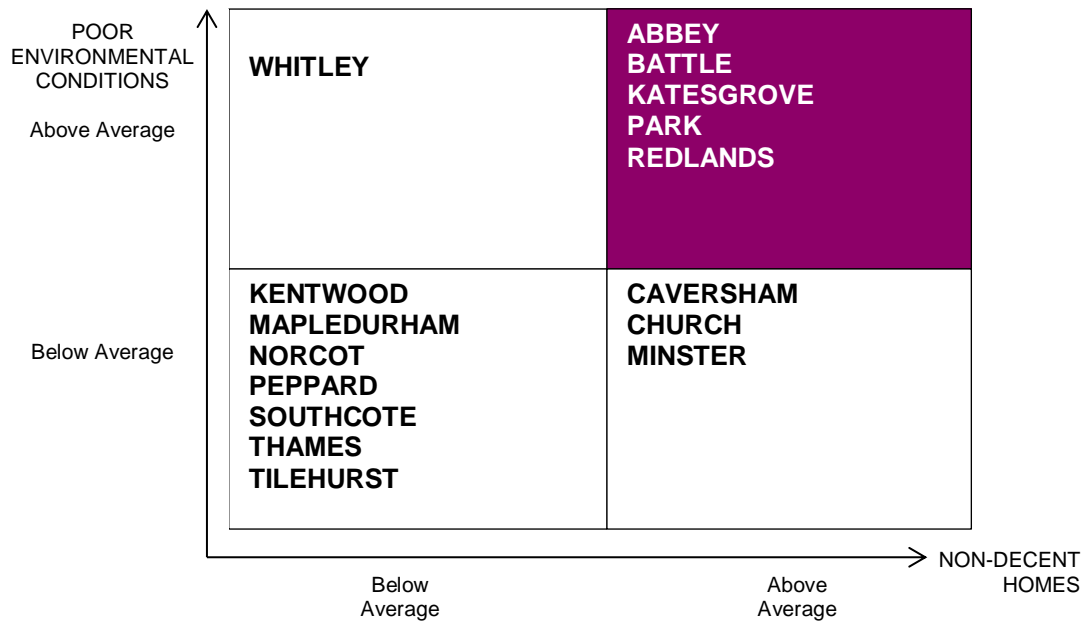 POOR
ENVIRONMENTAL
CONDITIONS
Above Average
WHITLEY
ABBEY
BATTLE
KATESGROVE
PARK
REDLANDS
Below Average
KENTWOOD
MAPLEDURHAM
NORCOT
PEPPARD
SOUTHCOTE
THAMES
TILEHURST
CAVERSHAM
CHURCH
MINSTER
NON-DECENT
HOMES
Below
Average
Above
Average